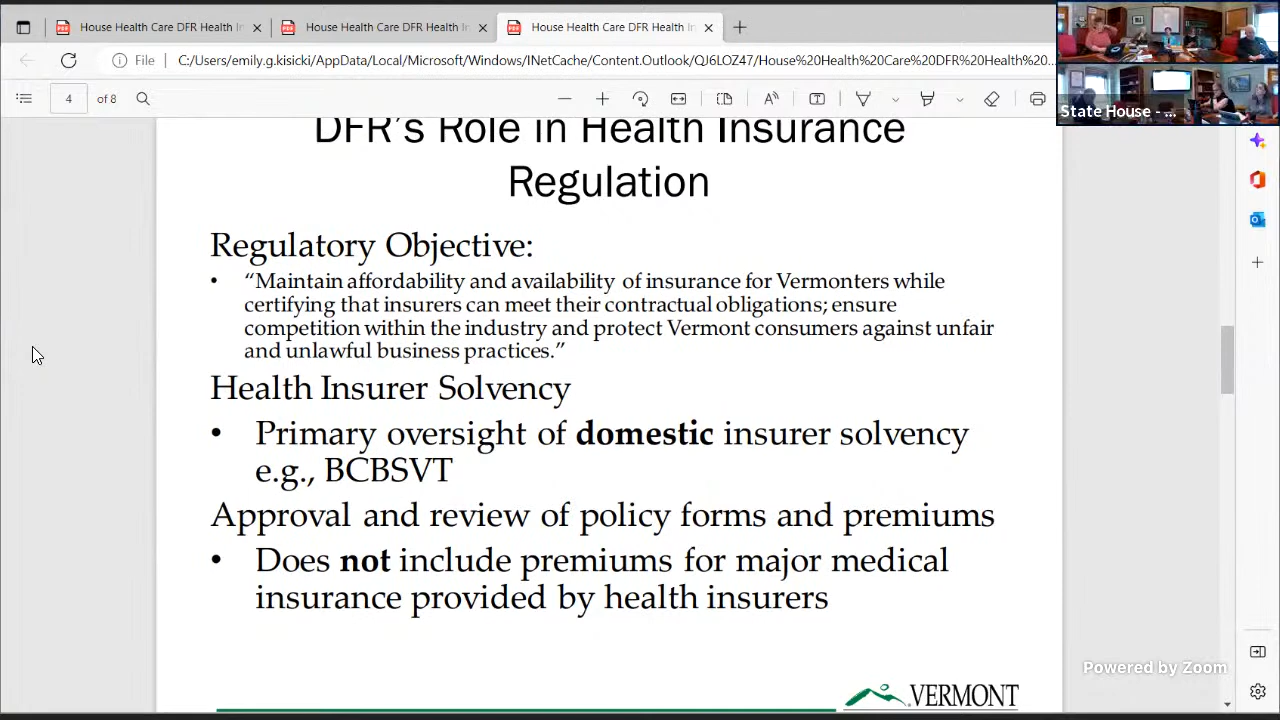 House Health Care DFR Health In
House Health Care DFR Health In
House Health Care DFR Health In
File
C:/Users/emily.g.kisicki/AppData/Local/Microsoft/Windows/INetCache/Content.Outlook/QJ6LOZ47/House%20Health%20Care%20DFR%20Health%20...
4 of 8
State House - ...
DFR's Role in Health Insurance
Regulation
Regulatory Objective:
• “Maintain affordability and availability of insurance for Vermonters while
certifying that insurers can meet their contractual obligations; ensure
competition within the industry and protect Vermont consumers against unfair
and unlawful business practices.”
Health Insurer Solvency
• Primary oversight of domestic insurer solvency
e.g., BCBSVT
Approval and review of policy forms and premiums
• Does not include premiums for major medical
insurance provided by health insurers
Powered by Zoom
VERMONT